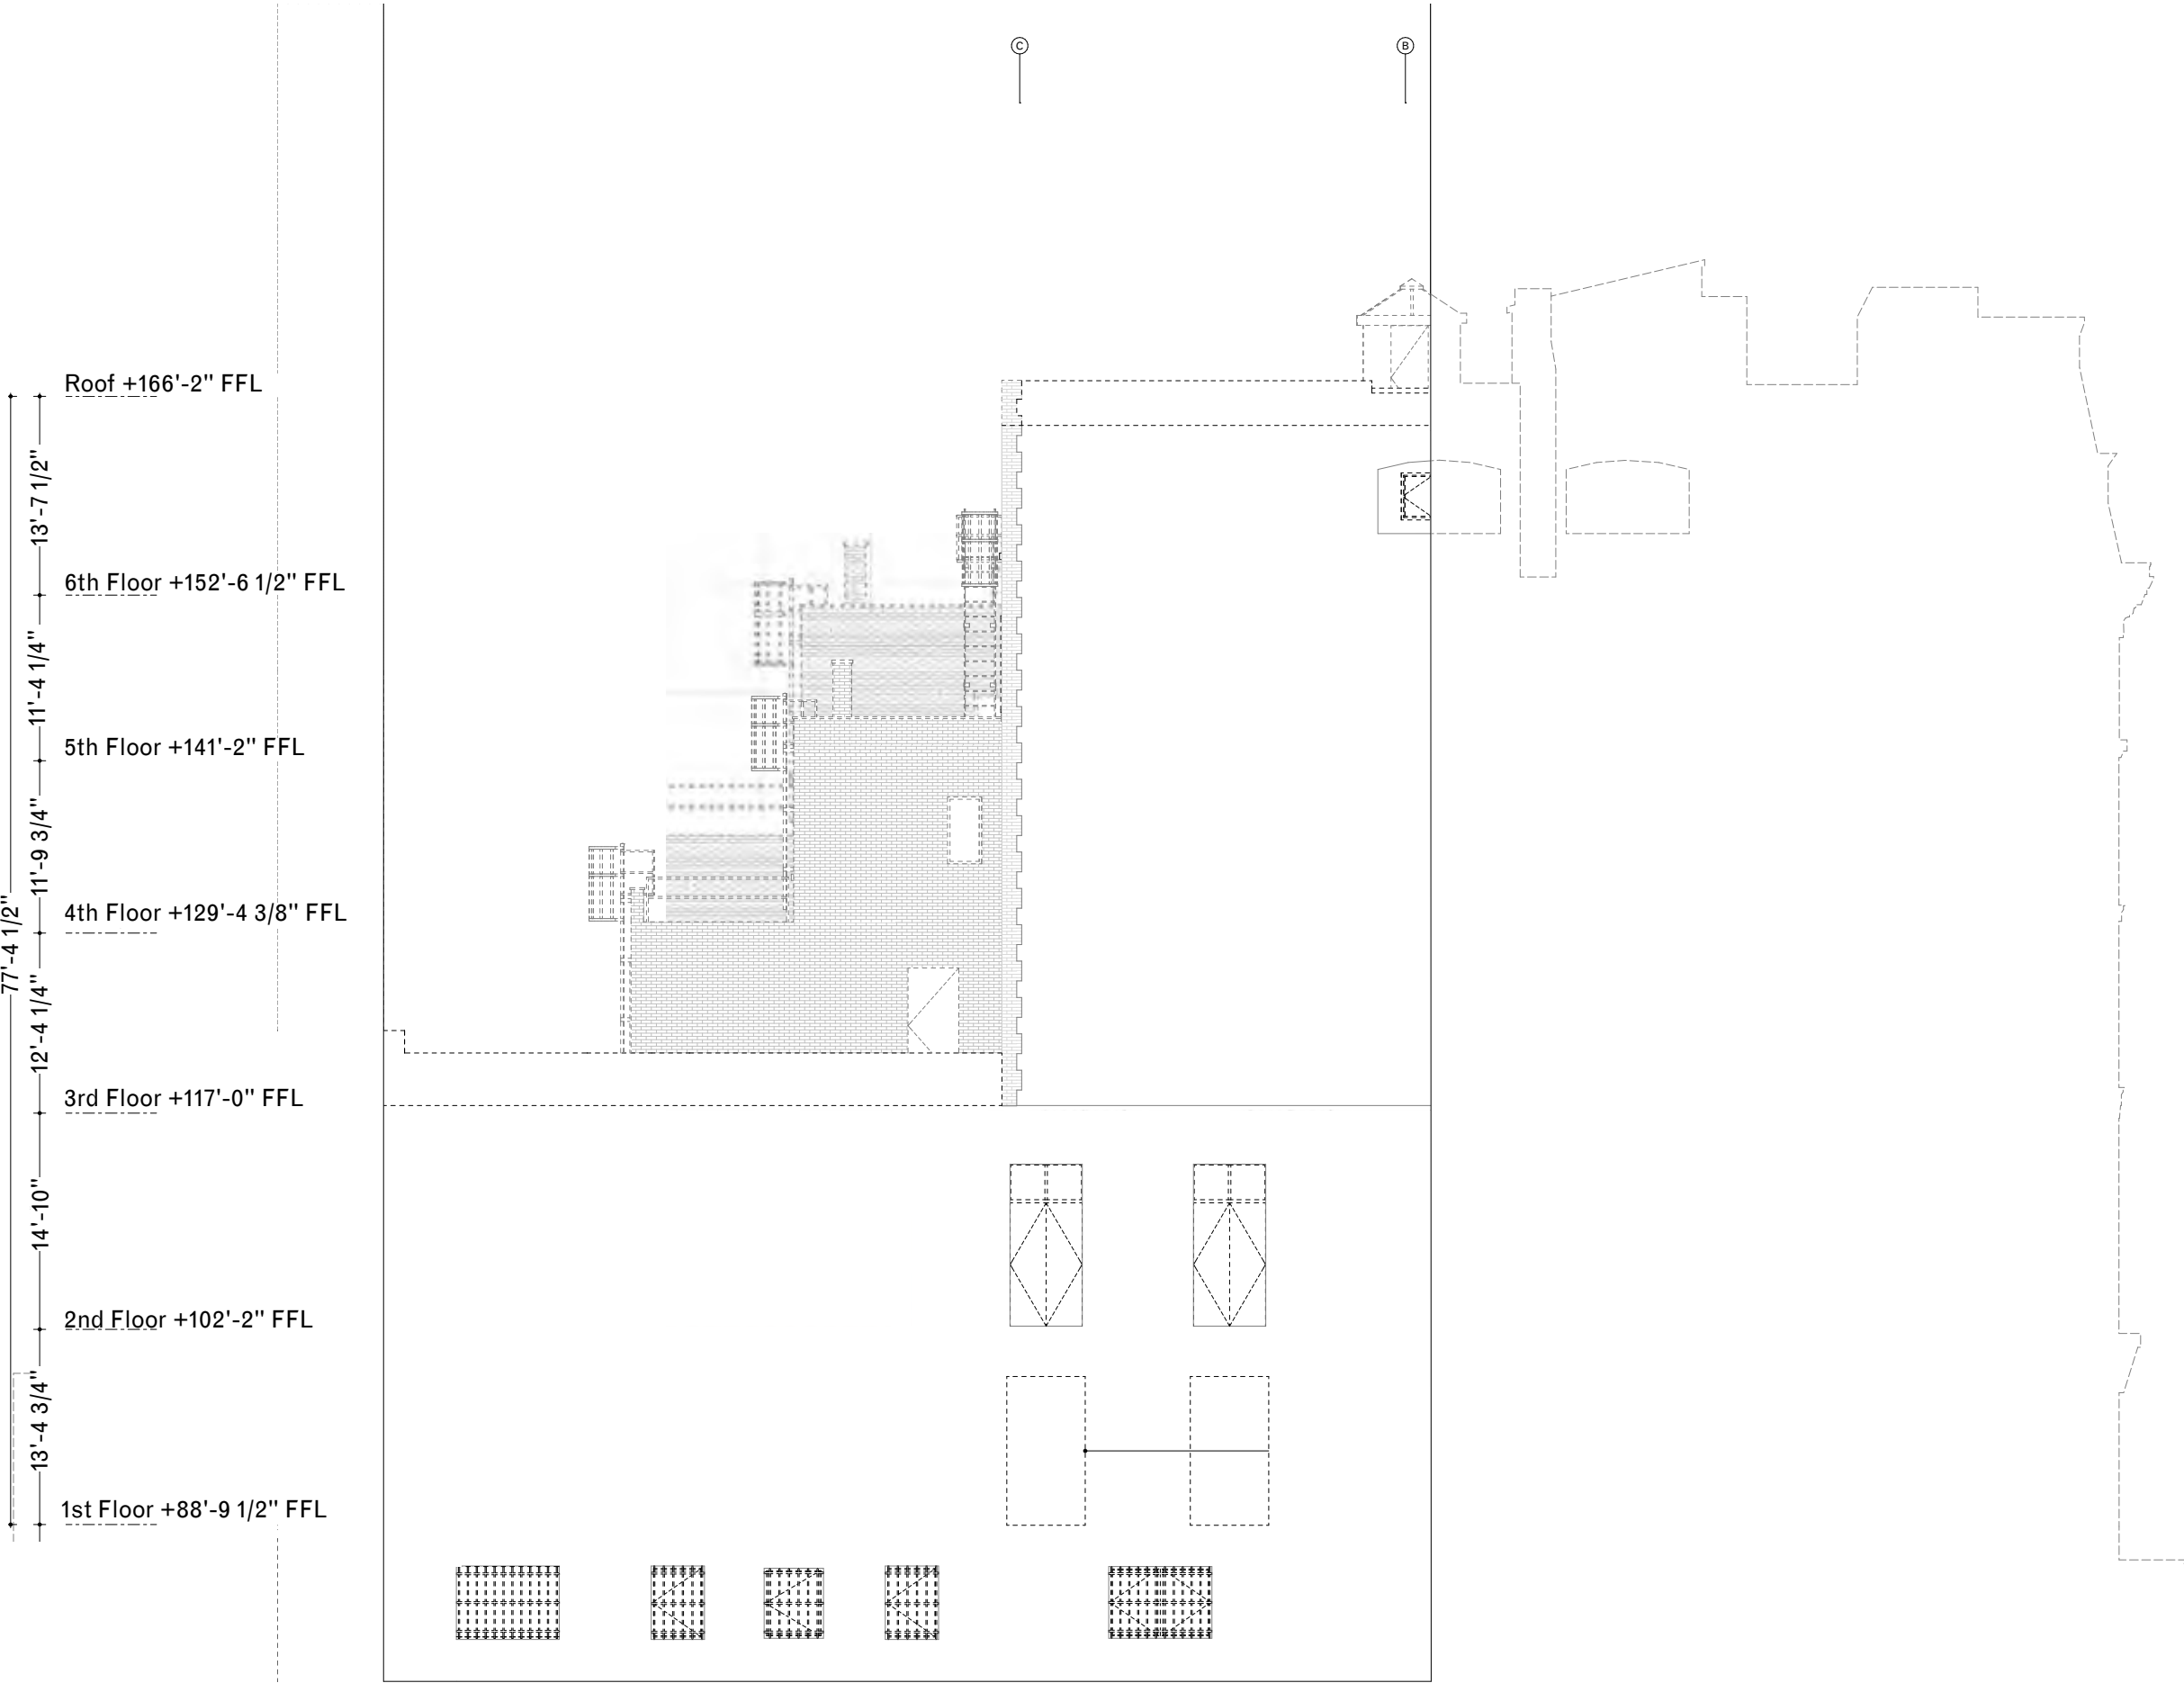 C
B
Roof +166'-2" FFL
13'-7 1/2"
6th Floor +152'-6 1/2" FFL
11'-4 1/4"
5th Floor +141'-2" FFL
11'-9 3/4"
4th Floor +129'-4 3/8" FFL
77'-4 1/2"
12'-4 1/4"
3rd Floor +117'-0" FFL
14'-10"
2nd Floor +102'-2" FFL
13'-4 3/4"
1st Floor +88'-9 1/2" FFL